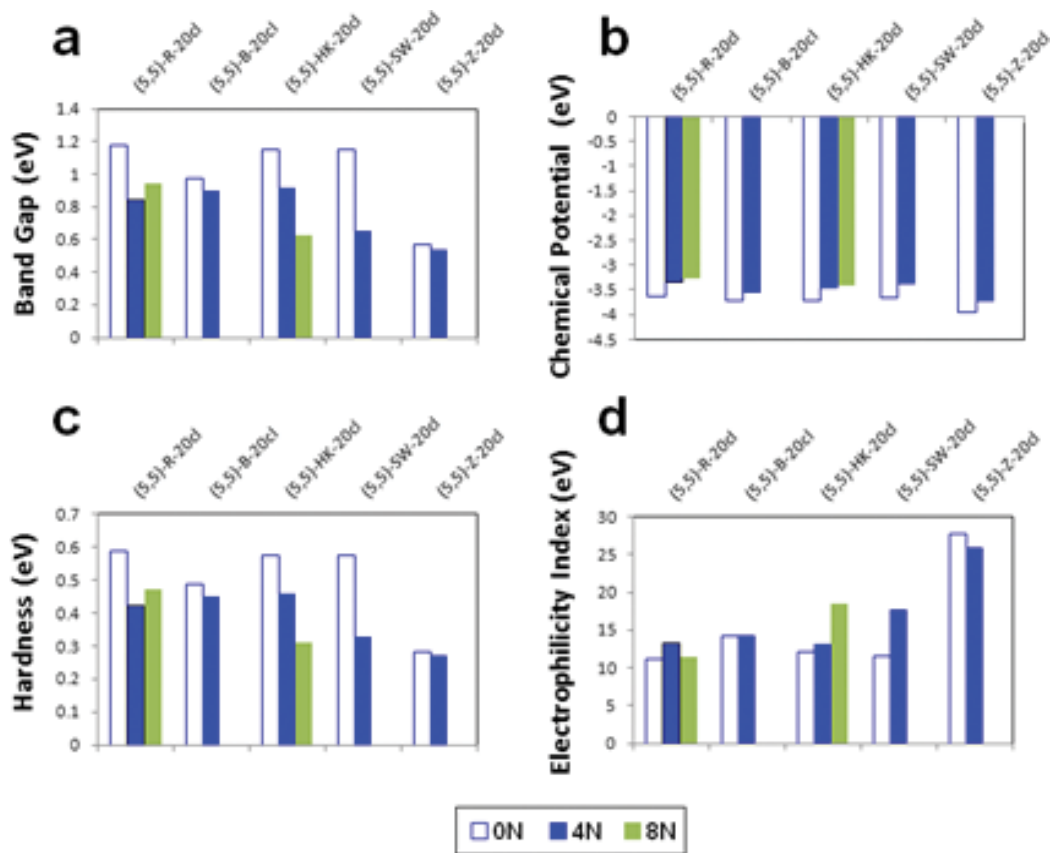 a
(5,5)-R-20d
(5,5)-B-20cl
(5,5)-HK-20d
(5,5)-SW-20d
(5,5)-Z-20d
Band Gap (eV)
1.4
1.2
1
0.8
0.6
0.4
0.2
0
b
(5,5)-R-20d
(5,5)-B-20cl
(5,5)-HK-20d
(5,5)-SW-20d
(5,5)-Z-20d
Chemical Potential (eV)
0
-0.5
-1
-1.5
-2
-2.5
-3
-3.5
-4
-4.5
c
(5,5)-R-20d
(5,5)-B-20cl
(5,5)-HK-20d
(5,5)-SW-20d
(5,5)-Z-20d
Hardness (eV)
0.7
0.6
0.5
0.4
0.3
0.2
0.1
0
d
(5,5)-R-20d
(5,5)-B-20cl
(5,5)-HK-20d
(5,5)-SW-20d
(5,5)-Z-20d
Electrophilicity Index (eV)
30
25
20
15
10
5
0
0N 4N 8N